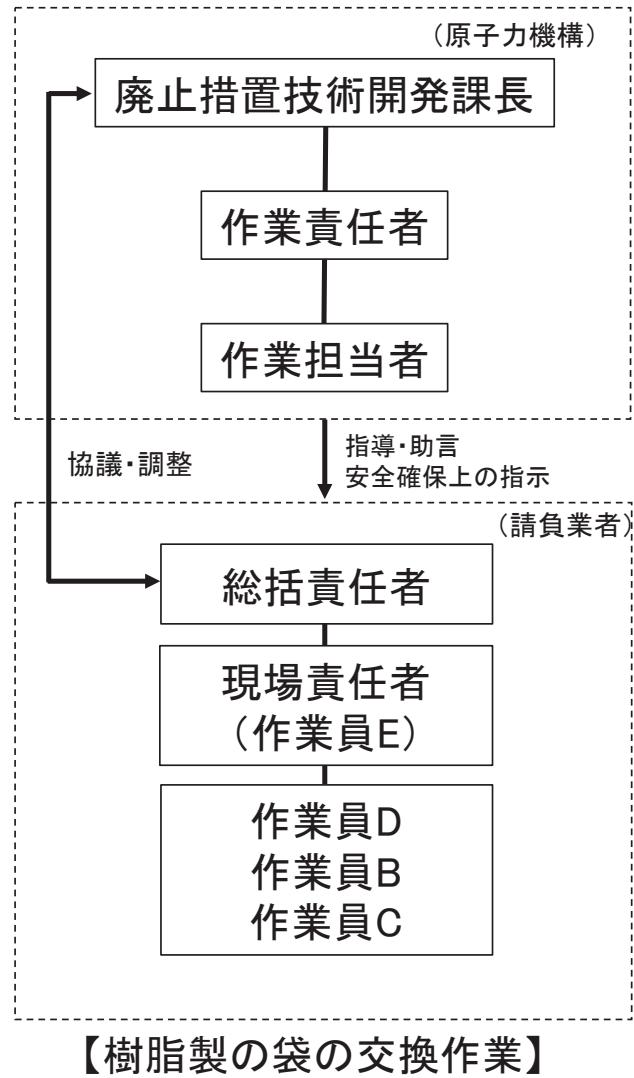 （原子力機構）
廃止措置技術開発課長
作業責任者
作業担当者
協議・調整
指導・助言
安全確保上の指示
（請負業者）
総括責任者
現場責任者
（作業員E）
作業員D
作業員B
作業員C
【樹脂製の袋の交換作業】